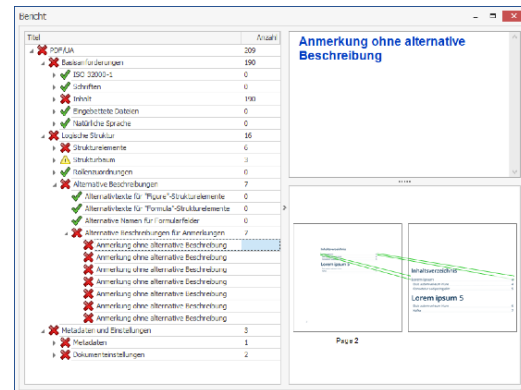 Bericht
Titel Anzahl
PDF/UA 209
Basisanforderungen 190
ISO 32000-1 0
Schriften 0
Inhalt 190
Eingebettete Dateien 0
Natürliche Sprache 0
Logische Struktur 16
Strukturelemente 6
Strukturbaum 3
Rollenzuordnungen 0
Alternative Beschreibungen 7
Alternativtexte für "Figure"-Strukturelemente 0
Alternativtexte für "Formula"-Strukturelemente 0
Alternative Namen für Formularfelder 0
Alternative Beschreibungen für Anmerkungen 7
Anmerkung ohne alternative Beschreibung
Anmerkung ohne alternative Beschreibung
Anmerkung ohne alternative Beschreibung
Anmerkung ohne alternative Beschreibung
Anmerkung ohne alternative Beschreibung
Anmerkung ohne alternative Beschreibung
Anmerkung ohne alternative Beschreibung
Metadaten und Einstellungen 3
Metadaten 1
Dokumenteinstellungen 2
Anmerkung ohne alternative
Beschreibung
Inhaltsverzeichnis
Lorem ipsum 5
Page 2